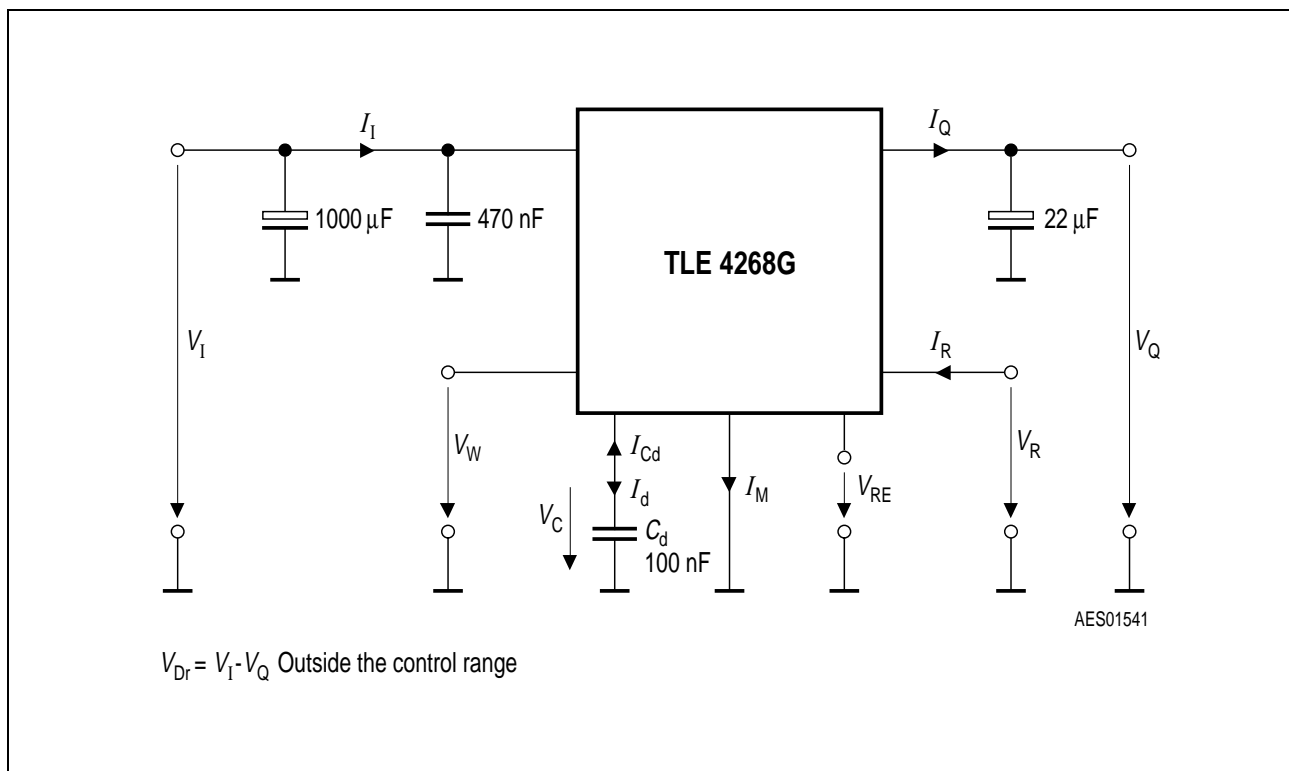 I_I
I_Q
1000 µF
470 nF
22 µF
TLE 4268G
V_I
I_R
V_Q
V_W
I_Cd
V_R
I_d
I_M
V_RE
V_C
C_d
100 nF
AES01541
V_Dr = V_I-V_Q Outside the control range